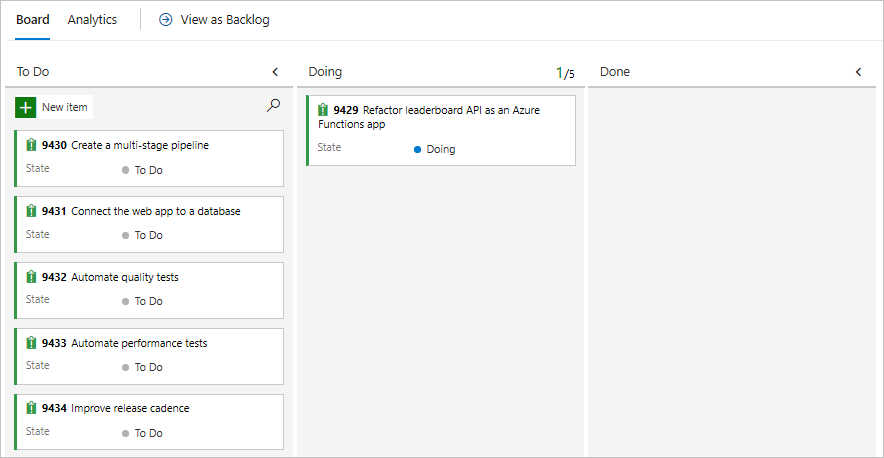 Board Analytics View as Backlog
To Do
New item
9430 Create a multi-stage pipeline
State To Do
9431 Connect the web app to a database
State To Do
9432 Automate quality tests
State To Do
9433 Automate performance tests
State To Do
9434 Improve release cadence
State To Do
Doing 1/5
9429 Refactor leaderboard API as an Azure
Functions app
State Doing
Done